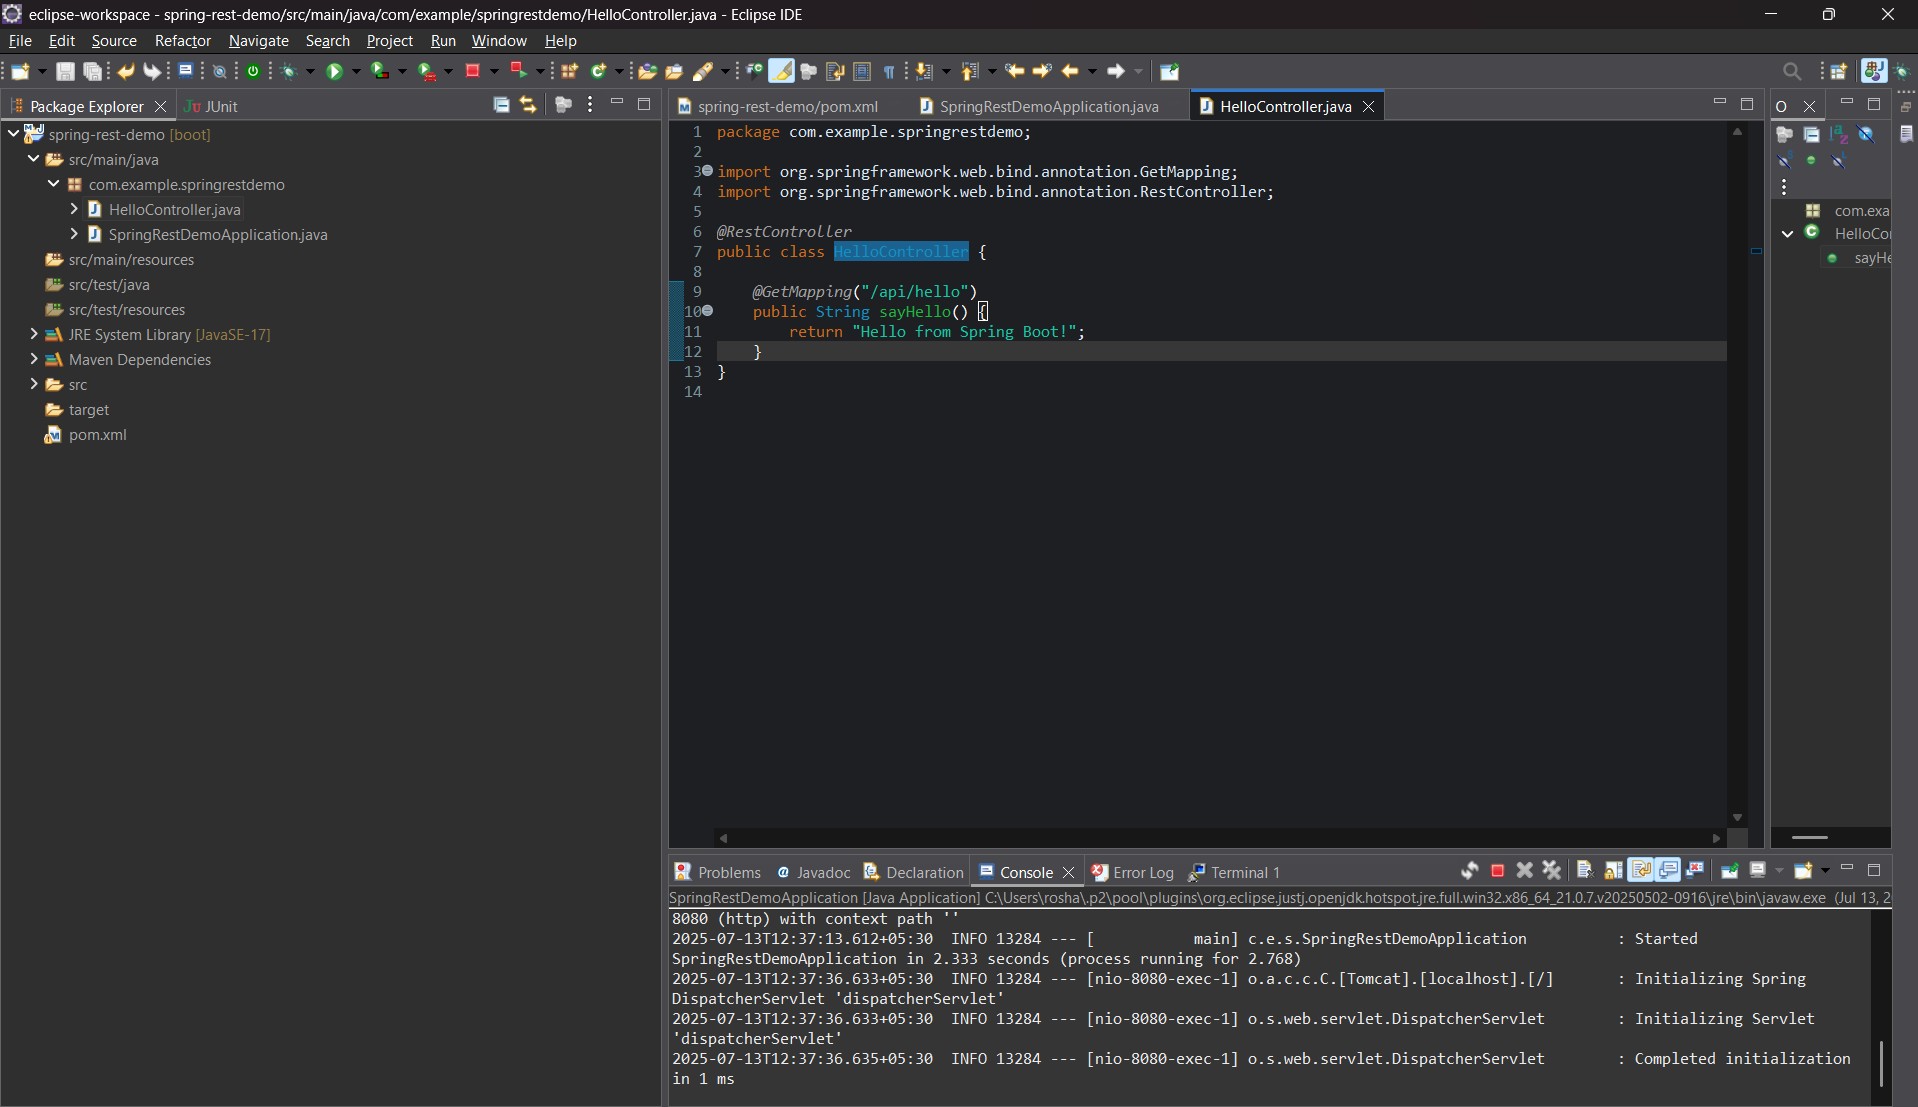 eclipse-workspace - spring-rest-demo/src/main/java/com/example/springrestdemo/HelloController.java - Eclipse IDE
File Edit Source Refactor Navigate Search Project Run Window Help
Package Explorer
JUnit
spring-rest-demo [boot]
src/main/java
com.example.springrestdemo
HelloController.java
SpringRestDemoApplication.java
src/main/resources
src/test/java
src/test/resources
JRE System Library [JavaSE-17]
Maven Dependencies
src
target
pom.xml
spring-rest-demo/pom.xml
SpringRestDemoApplication.java
HelloController.java
1 package com.example.springrestdemo;
2
3 import org.springframework.web.bind.annotation.GetMapping;
4 import org.springframework.web.bind.annotation.RestController;
5
6 @RestController
7 public class HelloController {
8
9 @GetMapping("/api/hello")
10 public String sayHello() {
11 return "Hello from Spring Boot!";
12 }
13 }
14
O
com.exa
HelloCo
sayHe
Problems
Javadoc
Declaration
Console
Error Log
Terminal 1
SpringRestDemoApplication [Java Application] C:\Users\rosha\.p2\pool\plugins\org.eclipse.justj.openjdk.hotspot.jre.full.win32.x86_64_21.0.7.v20250502-0916\jre\bin\javaw.exe (Jul 13, 2
8080 (http) with context path ''
2025-07-13T12:37:13.612+05:30 INFO 13284 --- [ main] c.e.s.SpringRestDemoApplication : Started
SpringRestDemoApplication in 2.333 seconds (process running for 2.768)
2025-07-13T12:37:36.633+05:30 INFO 13284 --- [nio-8080-exec-1] o.a.c.c.C.[Tomcat].[localhost].[/] : Initializing Spring
DispatcherServlet 'dispatcherServlet'
2025-07-13T12:37:36.633+05:30 INFO 13284 --- [nio-8080-exec-1] o.s.web.servlet.DispatcherServlet : Initializing Servlet
'dispatcherServlet'
2025-07-13T12:37:36.635+05:30 INFO 13284 --- [nio-8080-exec-1] o.s.web.servlet.DispatcherServlet : Completed initialization
in 1 ms